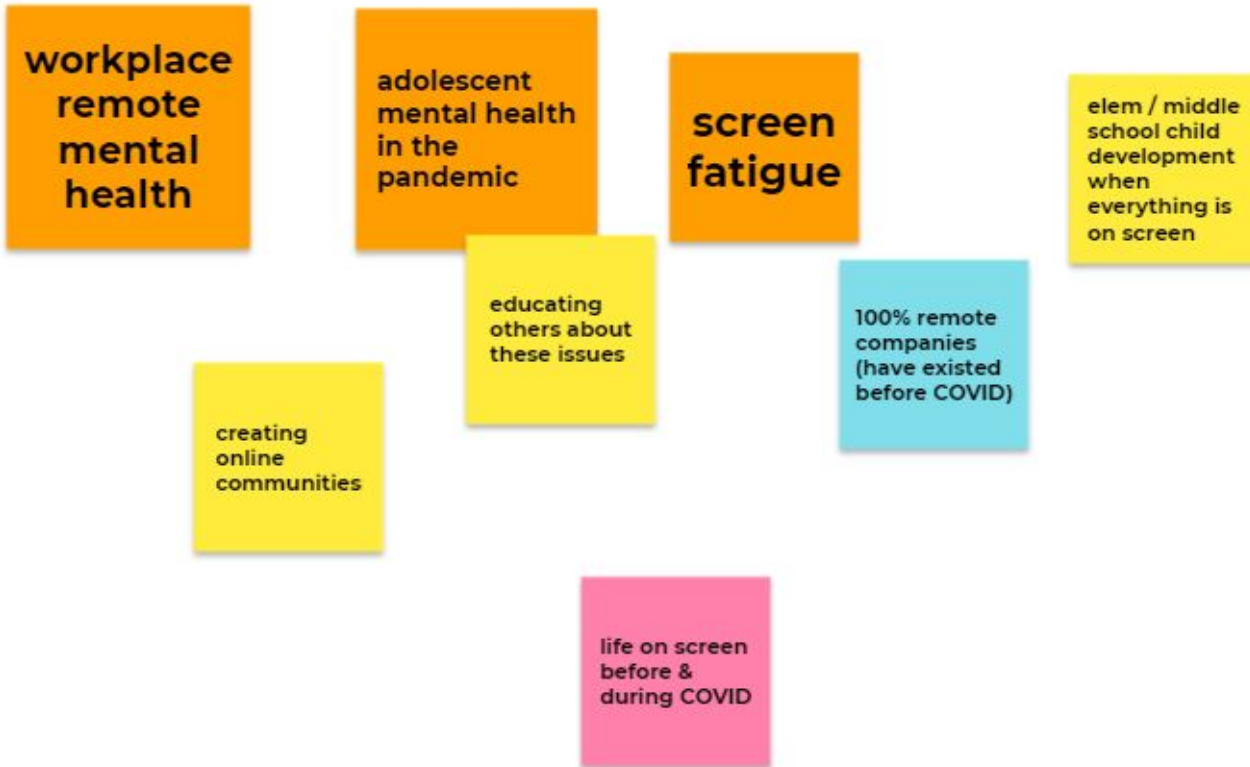 workplace
remote
mental
health
adolescent
mental health
in the
pandemic
screen
fatigue
elem / middle
school child
development
when
everything is
on screen
educating
others about
these issues
100% remote
companies
(have existed
before COVID)
creating
online
communities
life on screen
before &
during COVID